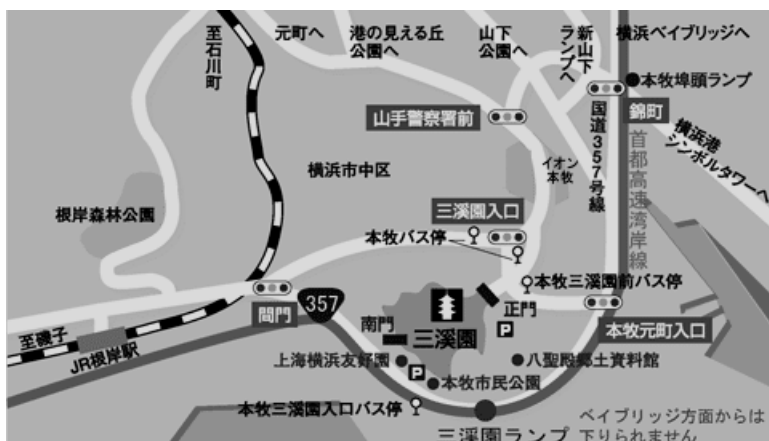 至石川町
元町へ
港の見える丘
公園へ
山下
公園へ
新山下
ランプへ
横浜ベイブリッジへ
本牧埠頭ランプ
山手警察署前
錦町
国道357号線
首都高速湾岸線
横浜港
シンボルタワーへ
横浜市中区
イオン
本牧
根岸森林公園
三溪園入口
本牧バス停
本牧三溪園前バス停
間門
357
正門
南門
三溪園
P
本牧元町入口
至磯子
JR根岸駅
上海横浜友好園
P
八聖殿郷土資料館
本牧市民公園
本牧三溪園入口バス停
三溪園ランプ
ベイブリッジ方面からは
下りられません